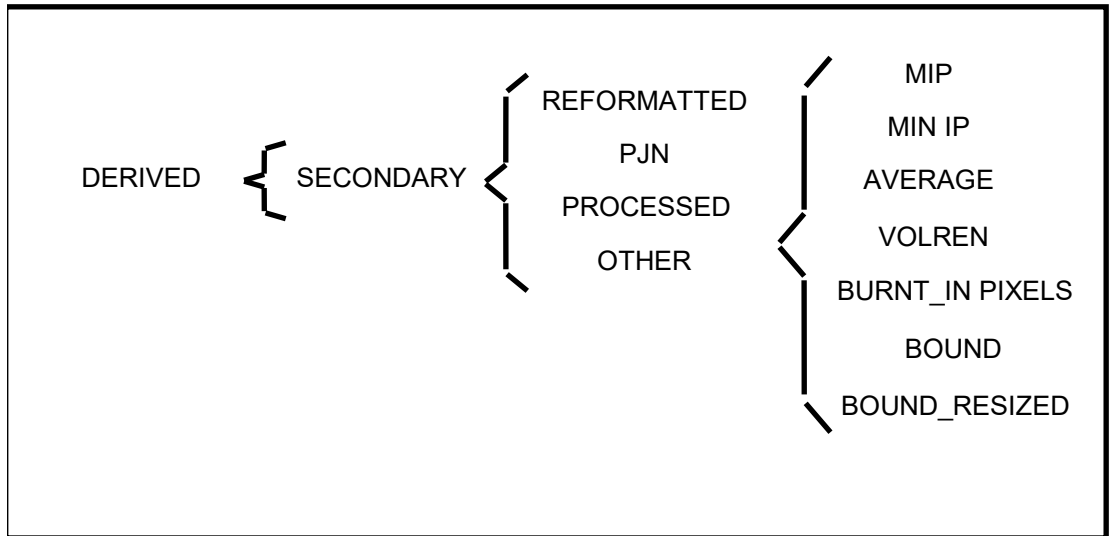 DERIVED
SECONDARY
REFORMATTED
PJN
PROCESSED
OTHER
MIP
MIN IP
AVERAGE
VOLREN
BURNT_IN PIXELS
BOUND
BOUND_RESIZED